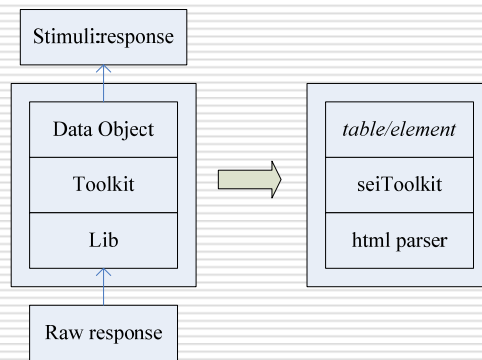 Stimuli:response
Data Object
Toolkit
Lib
Raw response
table/element
seiToolkit
html parser